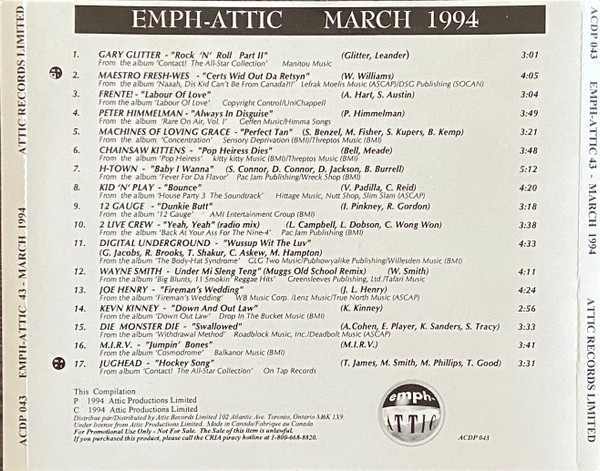 EMPH-ATTIC MARCH 1994
1. GARY GLITTER - "Rock 'N' Roll Part II" (Glitter, Leander) 3:01
From the album 'Contact! The All-Star Collection' Manitou Music
2. MAESTRO FRESH-WES - "Certs Wid Out Da Retsyn" (W. Williams) 4:05
From the album 'Naaah, Dis Kid Can't Be From Canada?!!' Lefrak Moelis Music (ASCAP)/DSG Publishing (SOCAN)
3. FRENTE! - "Labour Of Love" (A. Hart, S. Austin) 3:04
From the album 'Labour Of Love' Copyright Control/UniChappell
4. PETER HIMMELMAN - "Always In Disguise" (P. Himmelman) 3:49
From the album 'Rare On Air, Vol. I' Geffen Music/Himma Songs
5. MACHINES OF LOVING GRACE - "Perfect Tan" (S. Benzel, M. Fisher, S. Kupers, B. Kemp) 3:21
From the album 'Concentration' Sensory Deprivation (BMI)/Threptos Music (BMI)
6. CHAINSAW KITTENS - "Pop Heiress Dies" (Bell, Meade) 3:48
From the album 'Pop Heiress' kitty kitty Music (BMI)/Threptos Music (BMI)
7. H-TOWN - "Baby I Wanna" (S. Connor, D. Connor, D. Jackson, B. Burrell) 5:12
From the album 'Fever For Da Flavor' Pac Jam Publishing/Wreck Shop (BMI)
8. KID 'N' PLAY - "Bounce" (V. Padilla, C. Reid) 4:20
From the album 'House Party 3 The Soundtrack' Hittage Music, Nutt Shop, Slim Slam (ASCAP)
9. 12 GAUGE - "Dunkie Butt" (I. Pinkney, R. Gordon) 3:18
From the album '12 Gauge' AMI Entertainment Group (BMI)
10. 2 LIVE CREW - "Yeah, Yeah" (radio mix) (L. Campbell, L. Dobson, C. Wong Won) 3:38
From the album 'Back At Your Ass For The Nine-4' Pac Jam Publishing (BMI)
11. DIGITAL UNDERGROUND - "Wussup Wit The Luv" 4:33
(G. Jacobs, R. Brooks, T. Shakur, C. Askew, M. Hampton)
From the album 'The Body-Hat Syndrome' GLG Two Music/Pubhowyalike Publishing/Willesden Music (BMI)
12. WAYNE SMITH - Under Mi Sleng Teng" (Muggs Old School Remix) (W. Smith) 4:11
From the album 'Big Blunts, 11 Smokin' Reggae Hits' Greensleeves Publishing, Ltd./Tafari Music
13. JOE HENRY - "Fireman's Wedding" (J. L. Henry) 4:24
From the album 'Fireman's Wedding' WB Music Corp. /Lenz Music/True North Music (ASCAP)
14. KEVN KINNEY - "Down And Out Law" (K. Kinney) 2:56
From the album 'Down Out Law' Drop In The Bucket Music (BMI)
15. DIE MONSTER DIE - "Swallowed" (A.Cohen, E. Player, K. Sanders, S. Tracy) 3:33
From the album 'Withdrawal Method' Roadblock Music, Inc./Deadbolt Music (ASCAP)
16. M.I.R.V. - "Jumpin' Bones" (M.I.R.V.) 3:41
From the album 'Cosmodrome' Balkanor Music (BMI)
17. JUGHEAD - "Hockey Song" (T. James, M. Smith, M. Phillips, T. Good) 3:31
From album 'Contact! The All-Star Collection' On Tap Records
This Compilation
P 1994 Attic Productions Limited
C 1994 Attic Productions Limited
Distribue par/Distributed by Attic Records Limited 102 Atlantic Ave. Toronto, Ontario M6K 1X9.
Under license from Attic Productions Limited. Made in Canada/Fabrique au Canada
For Promotional Use Only - Not For Sale. The Sale of this item is unlawful.
If you purchased this product, please call the CRIA piracy hotline at 1-800-668-8820.
emph-
ATTIC
ACDP 043
ACDP 043 EMPH-ATTIC 43 - MARCH 1994 ATTIC RECORDS LIMITED
ACDP 043 EMPH-ATTIC 43 - MARCH 1994 ATTIC RECORDS LIMITED